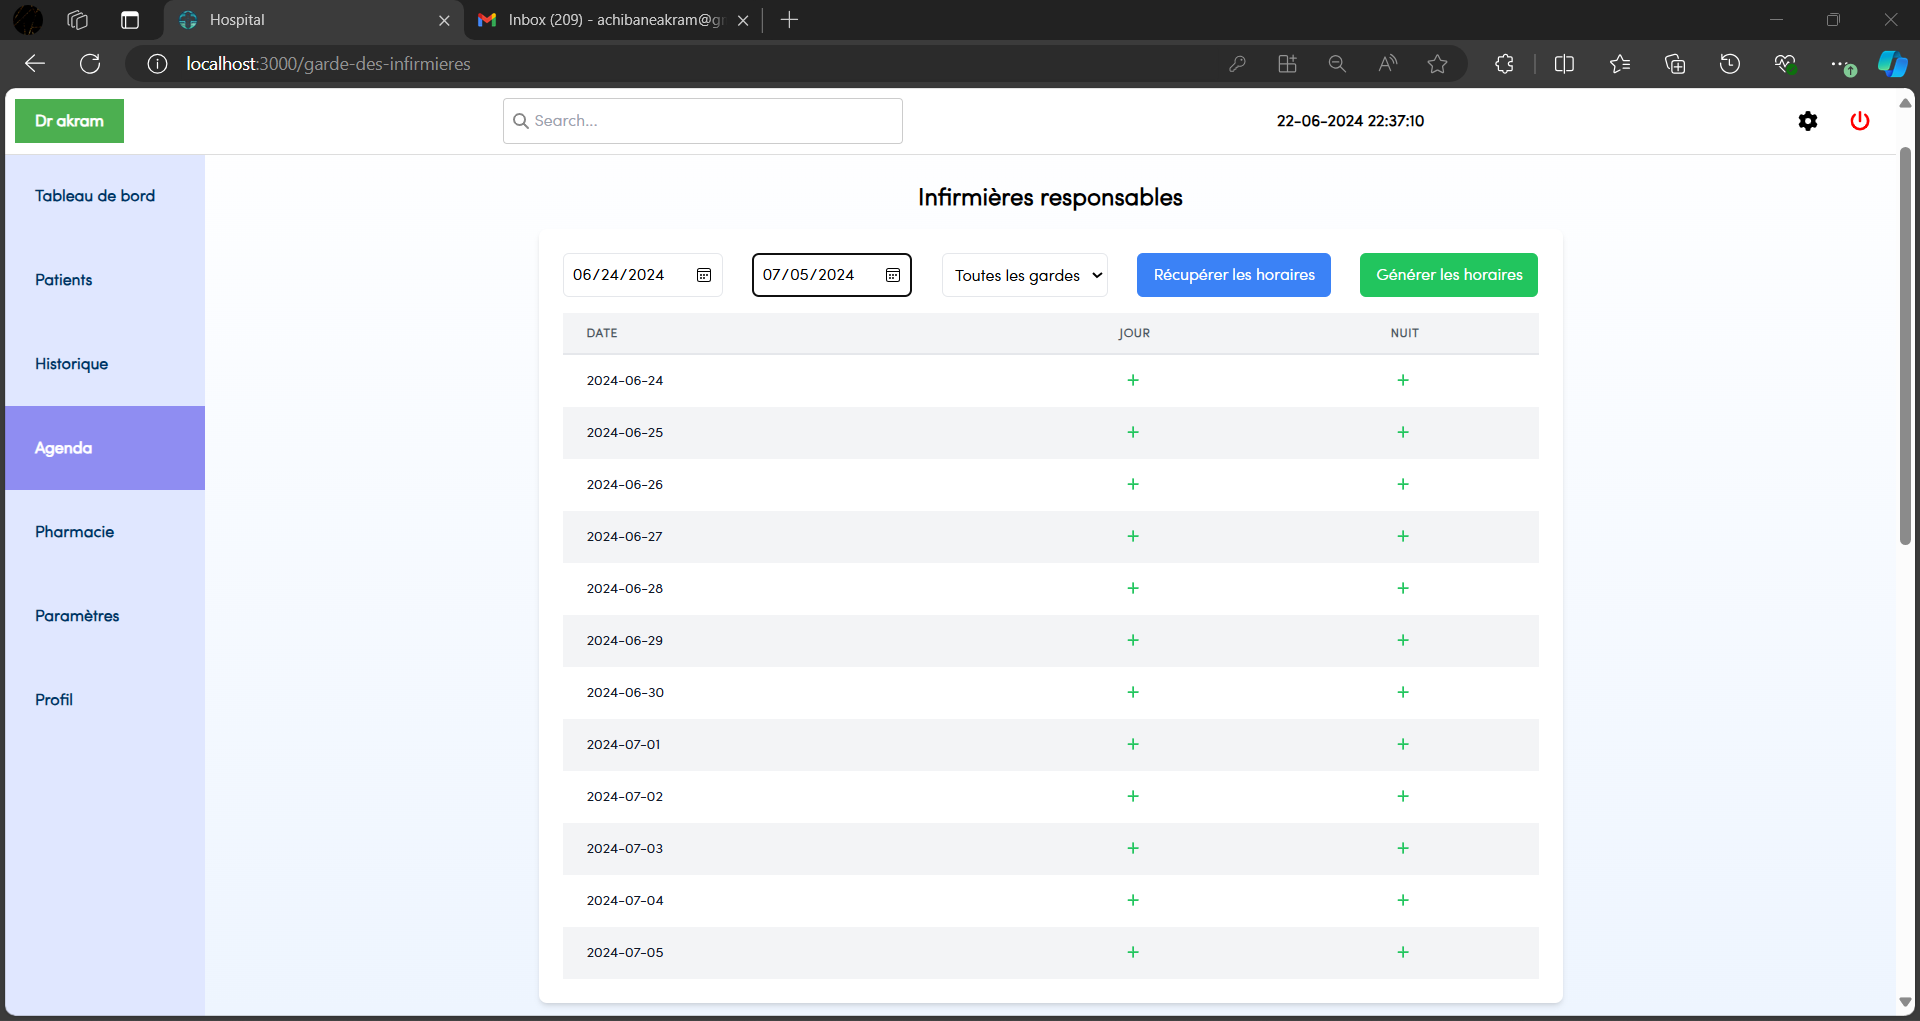 Hospital
Inbox (209) - achibaneakram@gr
localhost:3000/garde-des-infirmieres
Dr akram
Search...
22-06-2024 22:37:10
Tableau de bord
Patients
Historique
Agenda
Pharmacie
Paramètres
Profil
Infirmières responsables
06/24/2024
07/05/2024
Toutes les gardes
Récupérer les horaires
Générer les horaires
DATE JOUR NUIT
2024-06-24 + +
2024-06-25 + +
2024-06-26 + +
2024-06-27 + +
2024-06-28 + +
2024-06-29 + +
2024-06-30 + +
2024-07-01 + +
2024-07-02 + +
2024-07-03 + +
2024-07-04 + +
2024-07-05 + +